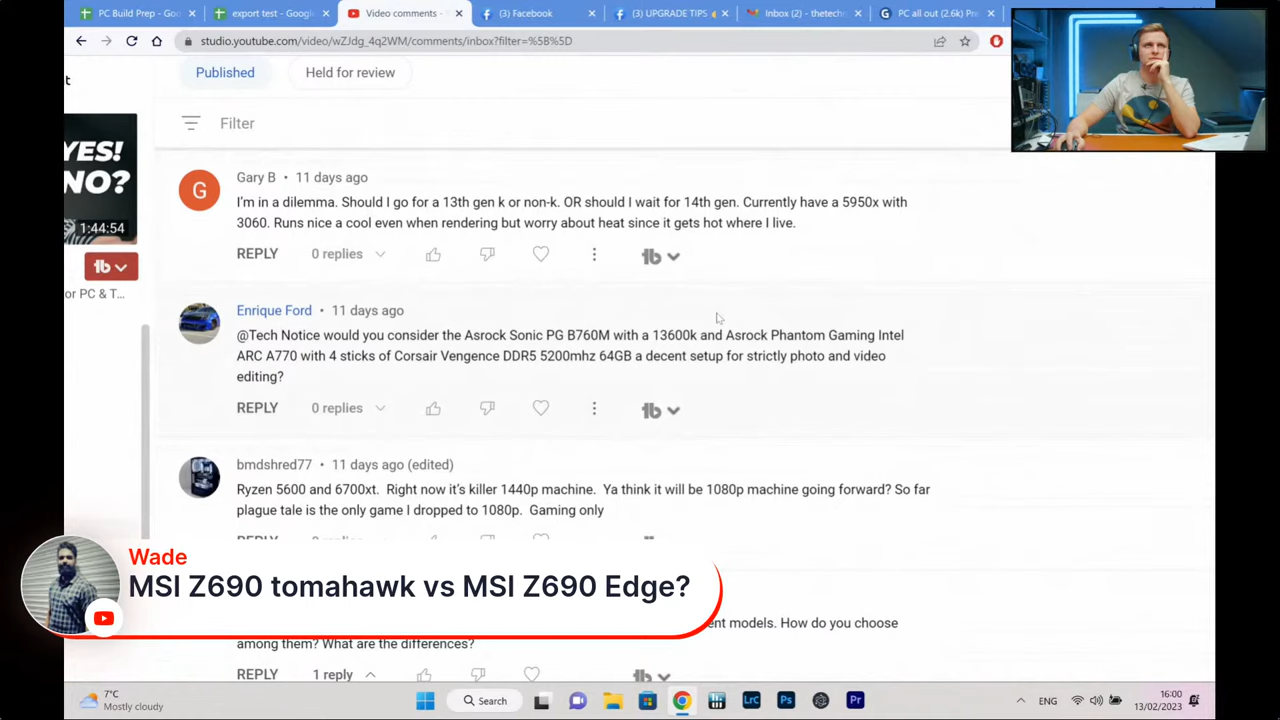 PC Build Prep - Goo
export test - Google
Video comments -
(3) Facebook
(3) UPGRADE TIPS
Inbox (2) - thetechn
PC all out (2.6k) Pr
studio.youtube.com/video/wZJdg_4q2WM/comments/inbox?filter=%5B%5D
t
Published
Held for review
Filter
YES!
NO?
1:44:54
or PC & T...
Gary B • 11 days ago
I'm in a dilemma. Should I go for a 13th gen k or non-k. OR should I wait for 14th gen. Currently have a 5950x with
3060. Runs nice a cool even when rendering but worry about heat since it gets hot where I live.
REPLY 0 replies
Enrique Ford • 11 days ago
@Tech Notice would you consider the Asrock Sonic PG B760M with a 13600k and Asrock Phantom Gaming Intel
ARC A770 with 4 sticks of Corsair Vengence DDR5 5200mhz 64GB a decent setup for strictly photo and video
editing?
REPLY 0 replies
bmdshred77 • 11 days ago (edited)
Ryzen 5600 and 6700xt. Right now it's killer 1440p machine. Ya think it will be 1080p machine going forward? So far
plague tale is the only game I dropped to 1080p. Gaming only
Wade
MSI Z690 tomahawk vs MSI Z690 Edge?
ent models. How do you choose
among them? What are the differences?
REPLY 1 reply
7°C
Mostly cloudy
Search
LrC
Ps
Pr
ENG
16:00
13/02/2023